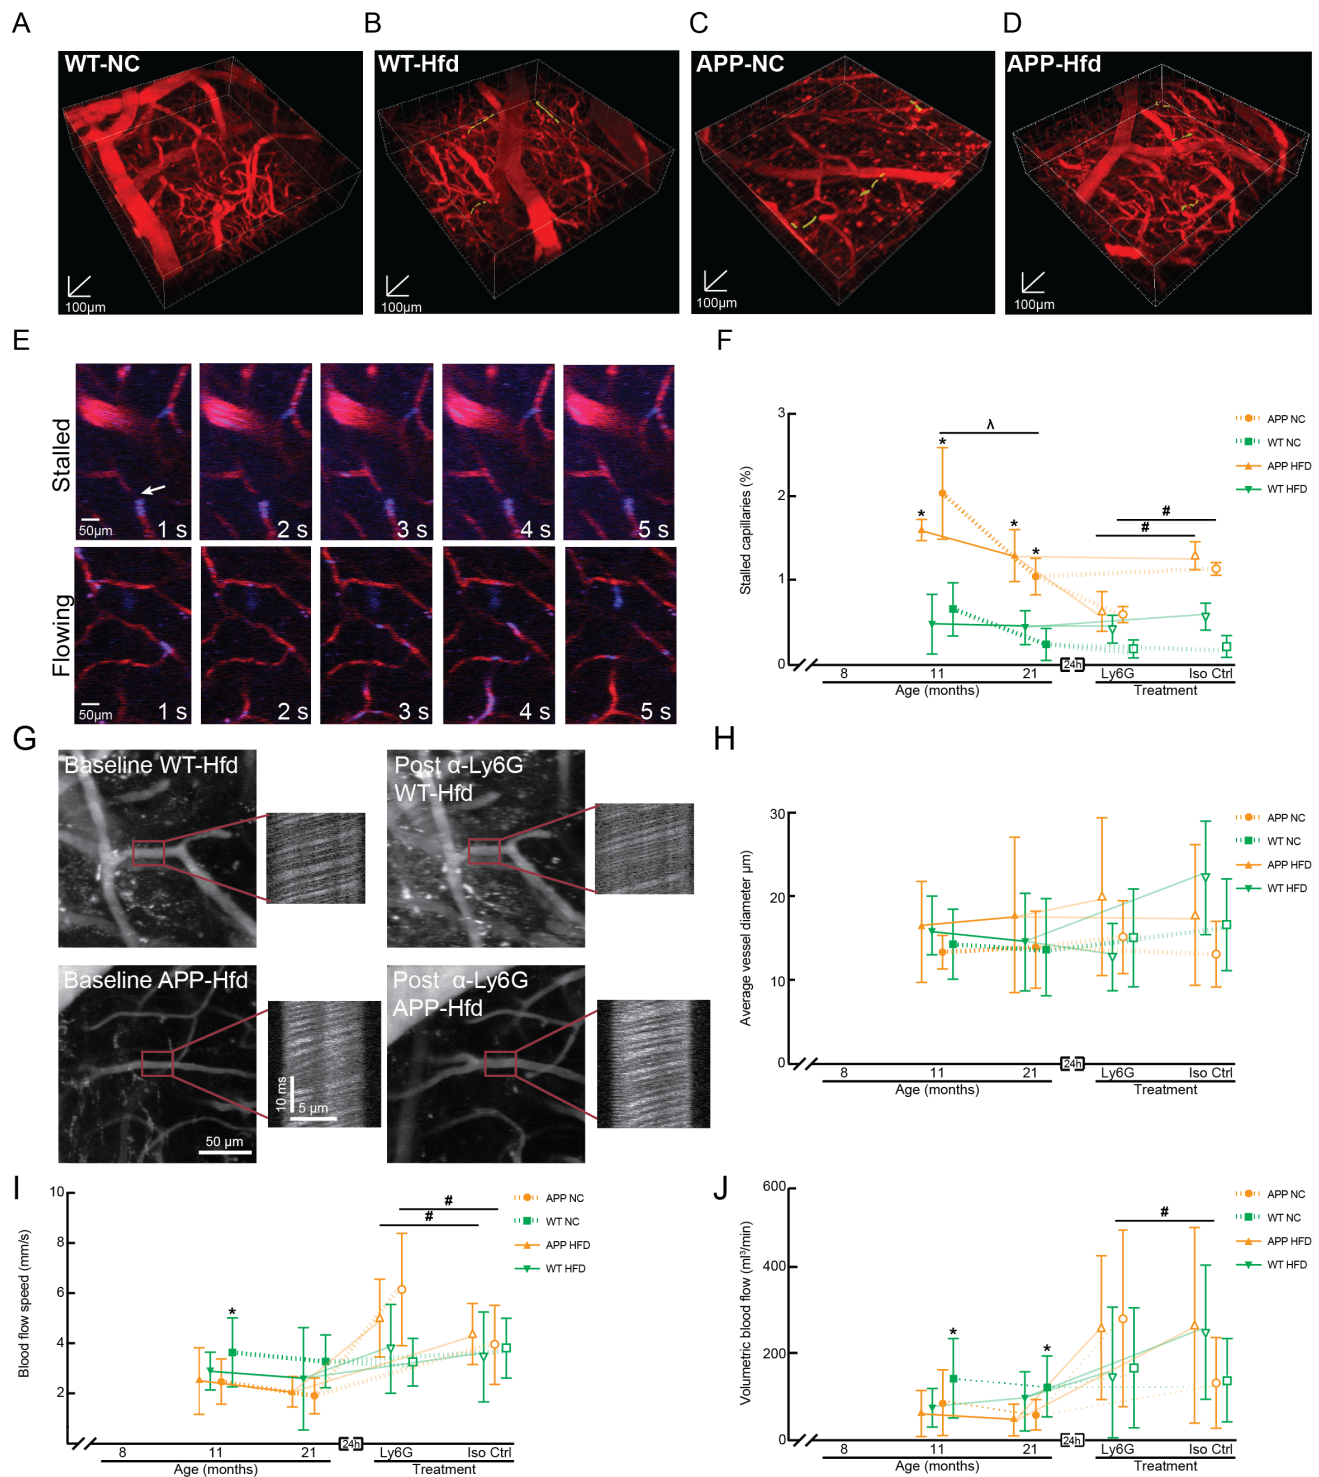 A
B
C
D
WT-NC
WT-Hfd
APP-NC
APP-Hfd
100µm
100µm
100µm
100µm
E
F
Stalled
50µm
1 s
2 s
3 s
4 s
5 s
Flowing
50µm
1 s
2 s
3 s
4 s
5 s
Stalled capillaries (%)
3
2
1
0
λ
*
*
*
*
#
#
APP NC
WT NC
APP HFD
WT HFD
8
11
21
24h
Ly6G
Iso Ctrl
Age (months)
Treatment
G
H
Baseline WT-Hfd
Post α-Ly6G
WT-Hfd
Baseline APP-Hfd
Post α-Ly6G
APP-Hfd
10 ms
5 µm
50 µm
Average vessel diameter µm)
30
20
10
0
APP NC
WT NC
APP HFD
WT HFD
8
11
21
24h
Ly6G
Iso Ctrl
Age (months)
Treatment
I
J
Blood flow speed (mm/s)
10
8
6
4
2
*
#
#
APP NC
WT NC
APP HFD
WT HFD
8
11
21
24h
Ly6G
Iso Ctrl
Age (months)
Treatment
Volumetric blood flow (ml³/min)
600
400
200
0
*
*
#
APP NC
WT NC
APP HFD
WT HFD
8
11
21
24h
Ly6G
Iso Ctrl
Age (months)
Treatment